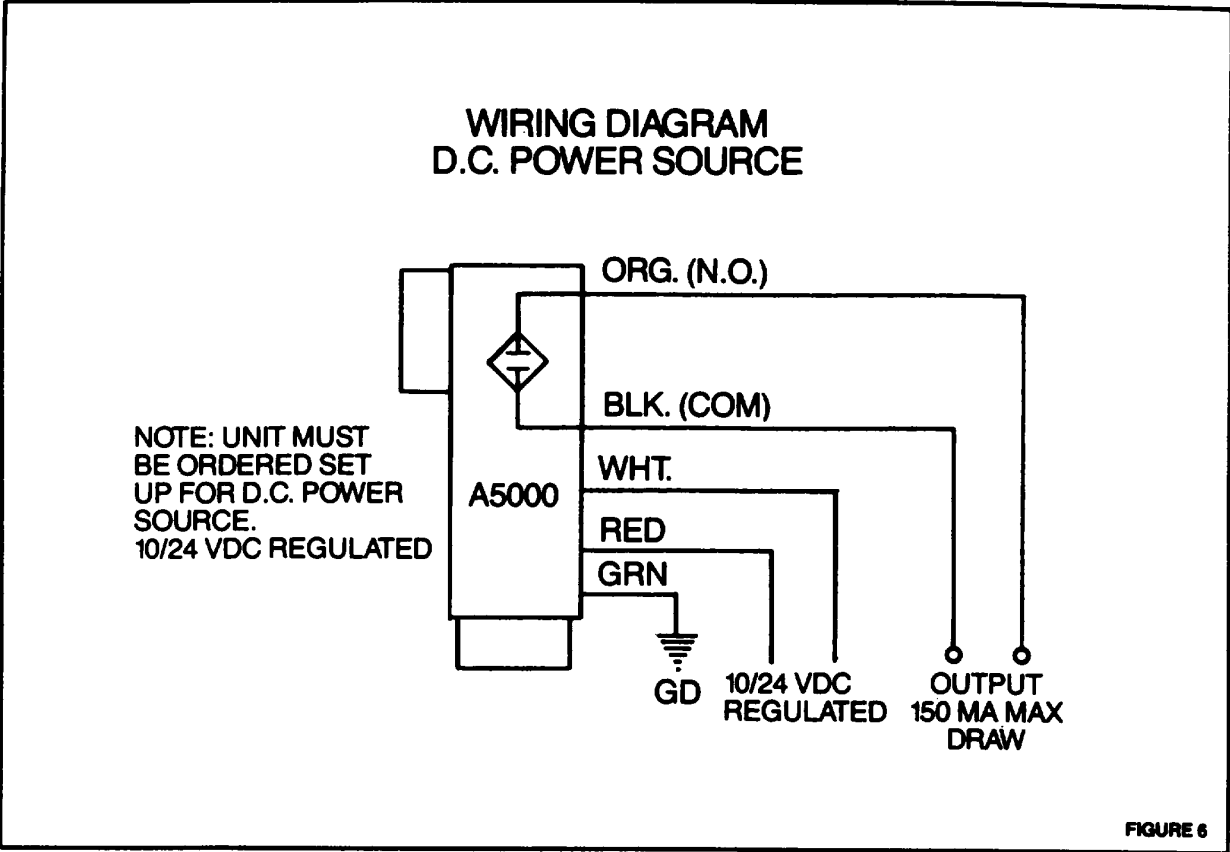 WIRING DIAGRAM
D.C. POWER SOURCE
ORG. (N.O.)
BLK. (COM)
NOTE: UNIT MUST
BE ORDERED SET
UP FOR D.C. POWER
SOURCE.
10/24 VDC REGULATED
A5000
WHT.
RED
GRN
GD
10/24 VDC
REGULATED
OUTPUT
150 MA MAX
DRAW
FIGURE 6